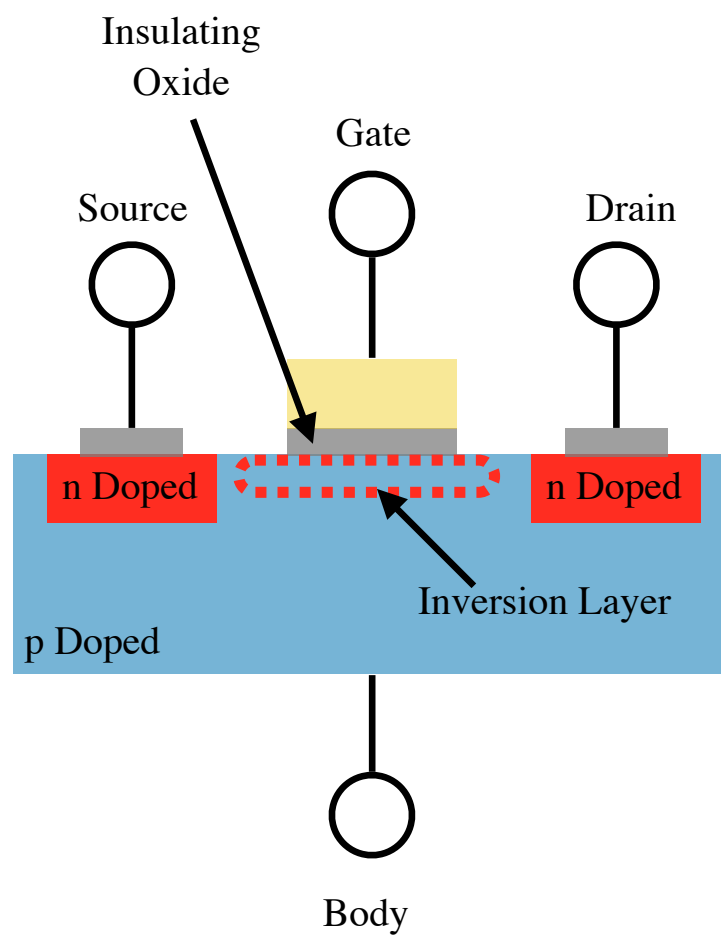 Insulating
Oxide
Gate
Source
Drain
n Doped
n Doped
Inversion Layer
p Doped
Body